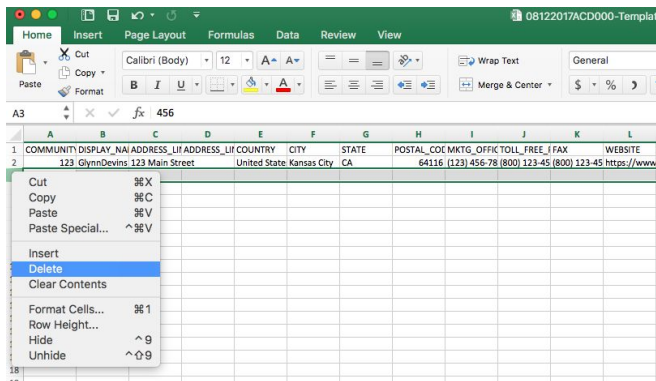 08122017ACD000-Templat
Home Insert Page Layout Formulas Data Review View
Paste
Cut
Copy
Format
Calibri (Body) 12 A A
B I U A
Wrap Text
Merge & Center
General
$ % )
A3 fx 456
A B C D E F G H I J K L
1 COMMUNITY DISPLAY_NA ADDRESS_LI ADDRESS_LI COUNTRY CITY STATE POSTAL_COD MKTG_OFFIC TOLL_FREE_ FAX WEBSITE
2 123 GlynnDevins 123 Main Street United State Kansas City CA 64116 (123) 456-78 (800) 123-45 (800) 123-45 https://www
Cut ⌘X
Copy ⌘C
Paste ⌘V
Paste Special... ^⌘V
Insert
Delete
Clear Contents
Format Cells... ⌘1
Row Height...
Hide ^9
Unhide ^⇧9
18